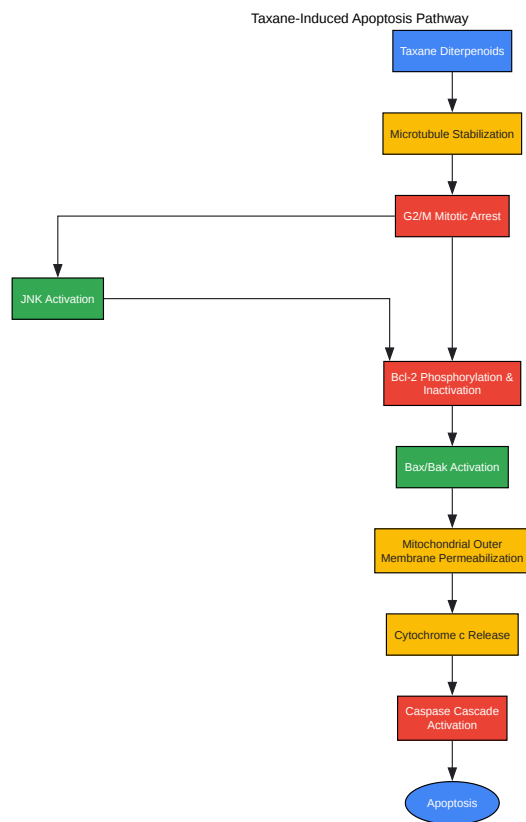 Taxane-Induced Apoptosis Pathway
Taxane Diterpenoids
Microtubule Stabilization
G2/M Mitotic Arrest
JNK Activation
Bcl-2 Phosphorylation &
Inactivation
Bax/Bak Activation
Mitochondrial Outer
Membrane Permeabilization
Cytochrome c Release
Caspase Cascade
Activation
Apoptosis